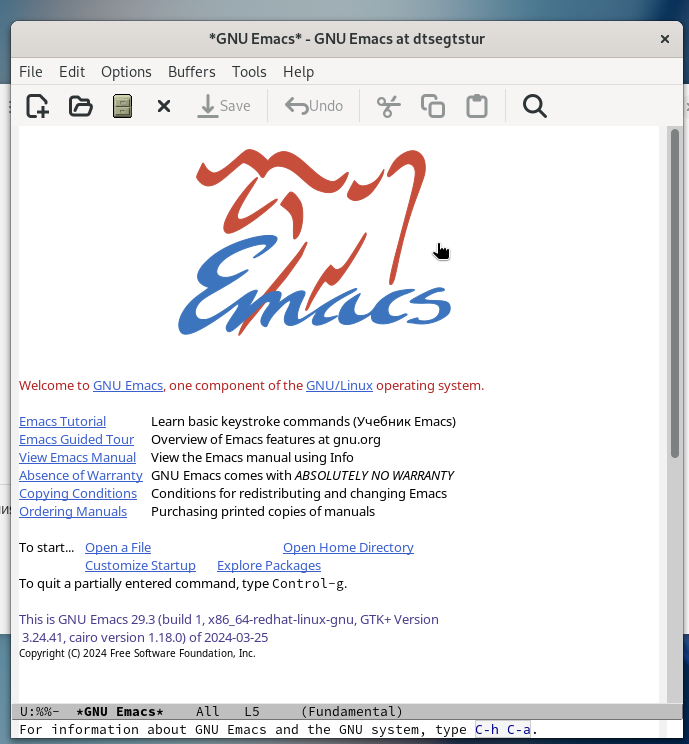 *GNU Emacs* - GNU Emacs at dtsegtstur
File Edit Options Buffers Tools Help
Save Undo
Emacs
Welcome to GNU Emacs, one component of the GNU/Linux operating system.
Emacs Tutorial Learn basic keystroke commands (Учебник Emacs)
Emacs Guided Tour Overview of Emacs features at gnu.org
View Emacs Manual View the Emacs manual using Info
Absence of Warranty GNU Emacs comes with ABSOLUTELY NO WARRANTY
Copying Conditions Conditions for redistributing and changing Emacs
Ordering Manuals Purchasing printed copies of manuals
To start... Open a File Open Home Directory
Customize Startup Explore Packages
To quit a partially entered command, type Control-g.
This is GNU Emacs 29.3 (build 1, x86_64-redhat-linux-gnu, GTK+ Version
3.24.41, cairo version 1.18.0) of 2024-03-25
Copyright (C) 2024 Free Software Foundation, Inc.
U:%%- *GNU Emacs* All L5 (Fundamental)
For information about GNU Emacs and the GNU system, type C-h C-a.